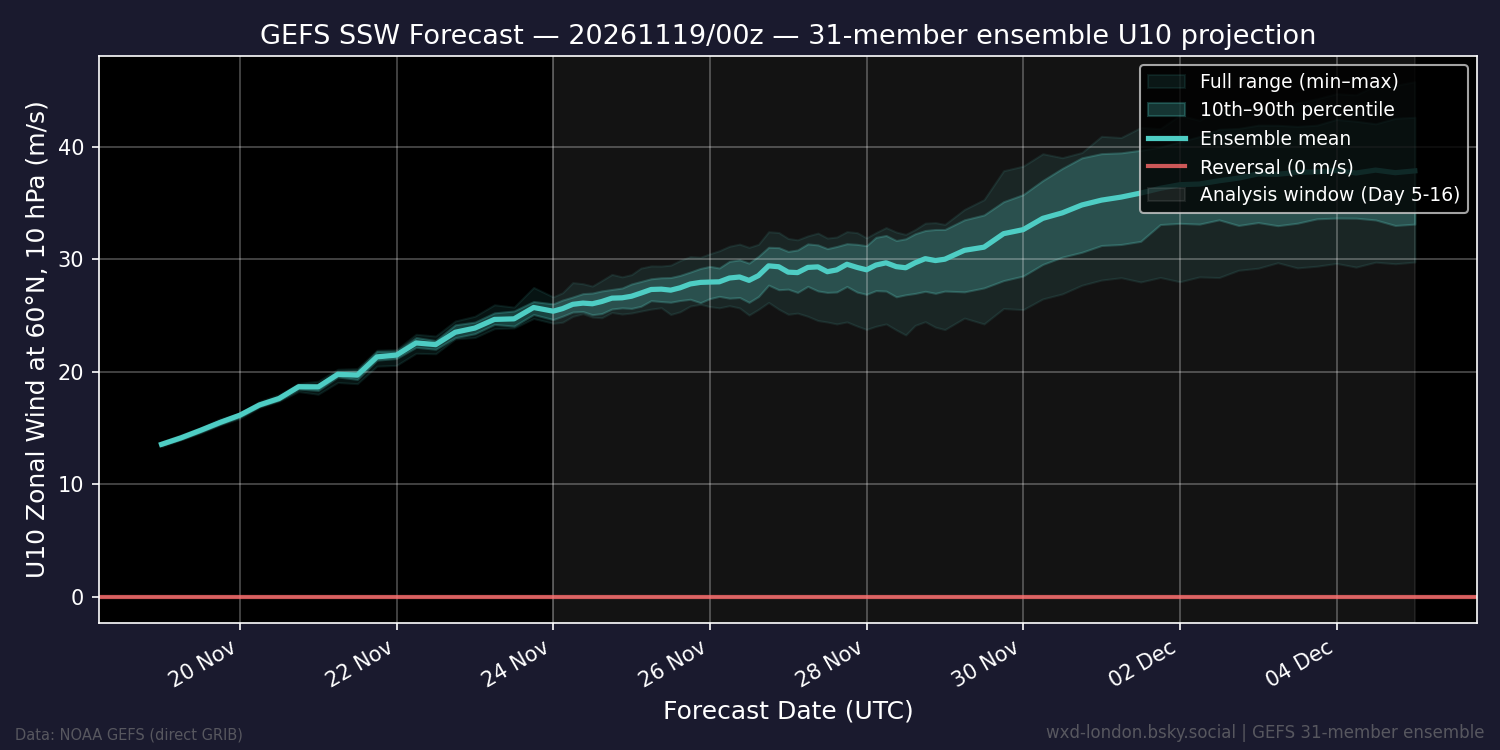 GEFS SSW Forecast — 20261119/00z — 31-member ensemble U10 projection
U10 Zonal Wind at 60°N, 10 hPa (m/s)
40
30
20
10
0
Full range (min–max)
10th–90th percentile
Ensemble mean
Reversal (0 m/s)
Analysis window (Day 5-16)
20 Nov
22 Nov
24 Nov
26 Nov
28 Nov
30 Nov
02 Dec
04 Dec
Forecast Date (UTC)
Data: NOAA GEFS (direct GRIB)
wxd-london.bsky.social | GEFS 31-member ensemble